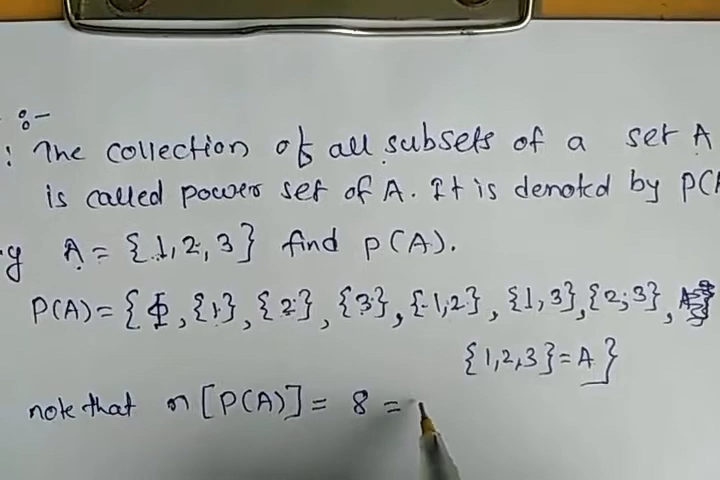 :-
: The collection of all subsets of a set A
is called power set of A. It is denoted by P(A
g A = {1,2,3} find p(A).
P(A) = {Φ, {1}, {2}, {3}, {1,2}, {1,3}, {2,3},
{1,2,3} = A}
note that n[P(A)] = 8 =